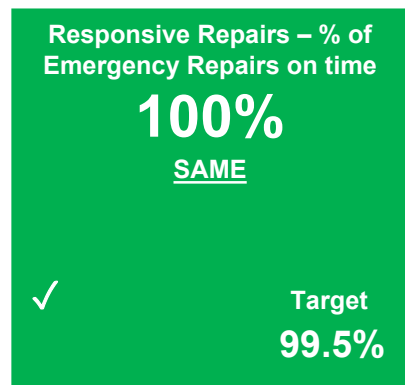 Responsive Repairs – % of
Emergency Repairs on time
100%
SAME
✓
Target
99.5%